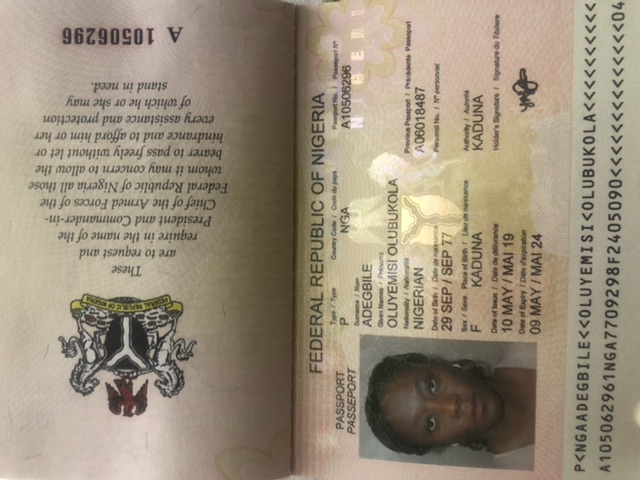 A 10506296
These
are to request and
require in the name of the
President and Commander-in-
Chief of the Armed Forces of the
Federal Republic of Nigeria all those
whom it may concern to allow the
bearer to pass freely without let or
hindrance and to afford him or her
every assistance and protection
of which he or she may
stand in need.
FEDERAL REPUBLIC OF NIGERIA
PASSPORT
PASSEPORT
Type / Type Country Code / Code du pays Passport No. / Passeport N°
P NGA A10506296
Surname / Nom
ADEGBILE
Given Names / Prénoms
OLUYEMISI OLUBUKOLA
Nationality / Nationalité Previous Passport / Précédente Passeport
NIGERIAN A06018487
Date of Birth / Date de naissance Personal No. / N° personnel
29 SEP / SEP 77
Sex / Sexe Place of Birth / Lieu de naissance Authority / Autorité
F KADUNA KADUNA
Date of Issue / Date de délivrance Holder's Signature / Signature du Titulaire
10 MAY / MAI 19
Date of Expiry / Date d'expiration
09 MAY / MAI 24
P<NGAADEGBILE<<OLUYEMISI<OLUBUKOLA<<<<<<<<<
A105062961NGA7709298F2405090<<<<<<<<<<<<<<04